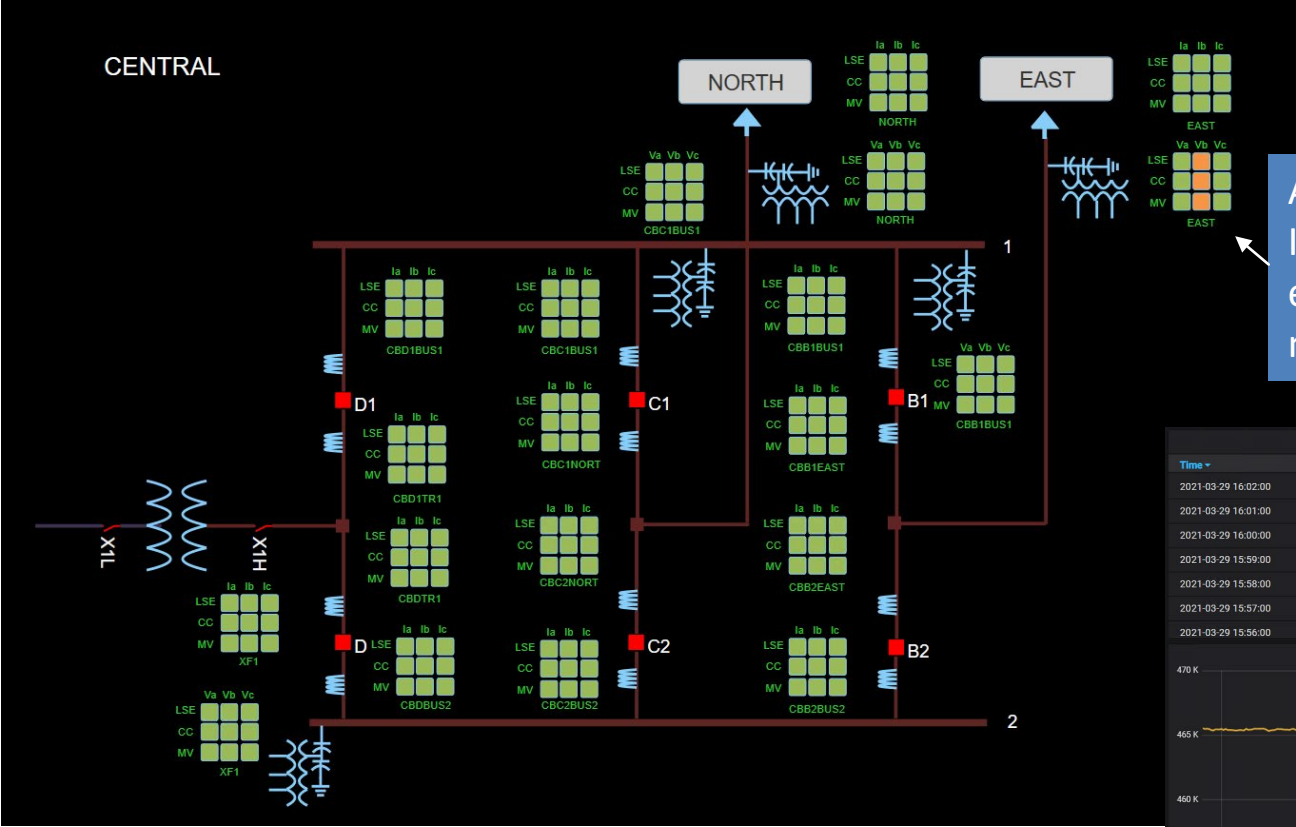 CENTRAL
NORTH
EAST
Ia Ib Ic
LSE
CC
MV
NORTH
Va Vb Vc
LSE
CC
MV
NORTH
Ia Ib Ic
LSE
CC
MV
EAST
Va Vb Vc
LSE
CC
MV
EAST
Va Vb Vc
LSE
CC
MV
CBC1BUS1
1
Ia Ib Ic
LSE
CC
MV
CBD1BUS1
Ia Ib Ic
LSE
CC
MV
CBC1BUS1
Ia Ib Ic
LSE
CC
MV
CBB1BUS1
Va Vb Vc
LSE
CC
MV
CBB1BUS1
D1
C1
B1
Ia Ib Ic
LSE
CC
MV
CBD1TR1
Ia Ib Ic
LSE
CC
MV
CBC1NORT
Ia Ib Ic
LSE
CC
MV
CBB1EAST
X1L
X1H
Ia Ib Ic
LSE
CC
MV
CBDTR1
Ia Ib Ic
LSE
CC
MV
CBC2NORT
Ia Ib Ic
LSE
CC
MV
CBB2EAST
Ia Ib Ic
LSE
CC
MV
XF1
D
C2
B2
Ia Ib Ic
LSE
CC
MV
CBDBUS2
Ia Ib Ic
LSE
CC
MV
CBC2BUS2
Ia Ib Ic
LSE
CC
MV
CBB2BUS2
Va Vb Vc
LSE
CC
MV
XF1
2
Time
2021-03-29 16:02:00
2021-03-29 16:01:00
2021-03-29 16:00:00
2021-03-29 15:59:00
2021-03-29 15:58:00
2021-03-29 15:57:00
2021-03-29 15:56:00
470 K
465 K
460 K